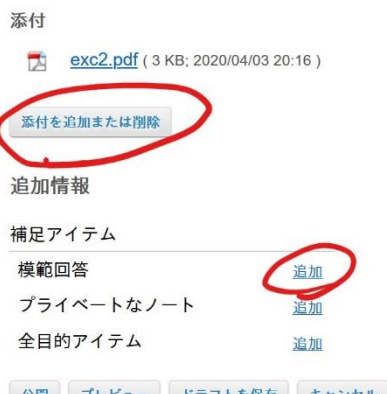 添付
exc2.pdf ( 3 KB; 2020/04/03 20:16 )
添付を追加または削除
追加情報
補足アイテム
模範回答 追加
プライベートなノート 追加
全目的アイテム 追加
公開 プレビュー ドラフトを保存 キャンセル